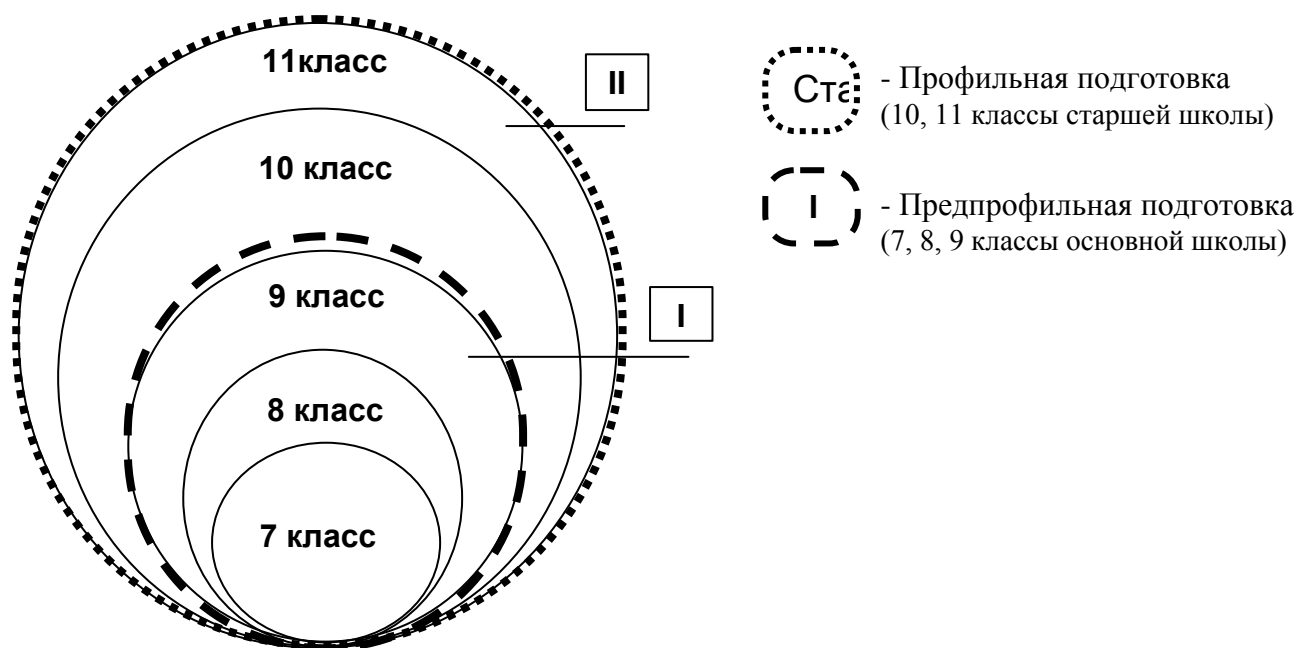 11класс
II
10 класс
9 класс
I
8 класс
7 класс
- Профильная подготовка
(10, 11 классы старшей школы)
I
- Предпрофильная подготовка
(7, 8, 9 классы основной школы)